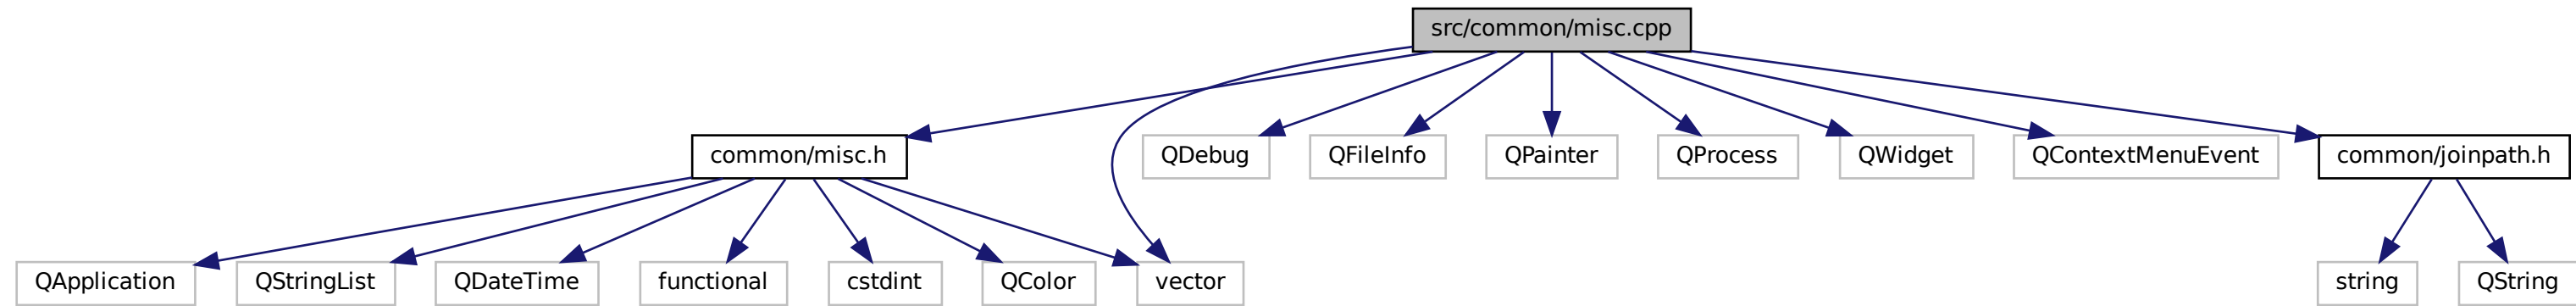 src/common/misc.cpp
common/misc.h
QDebug
QFileInfo
QPainter
QProcess
QWidget
QContextMenuEvent
common/joinpath.h
QApplication
QStringList
QDateTime
functional
cstdint
QColor
vector
string
QString